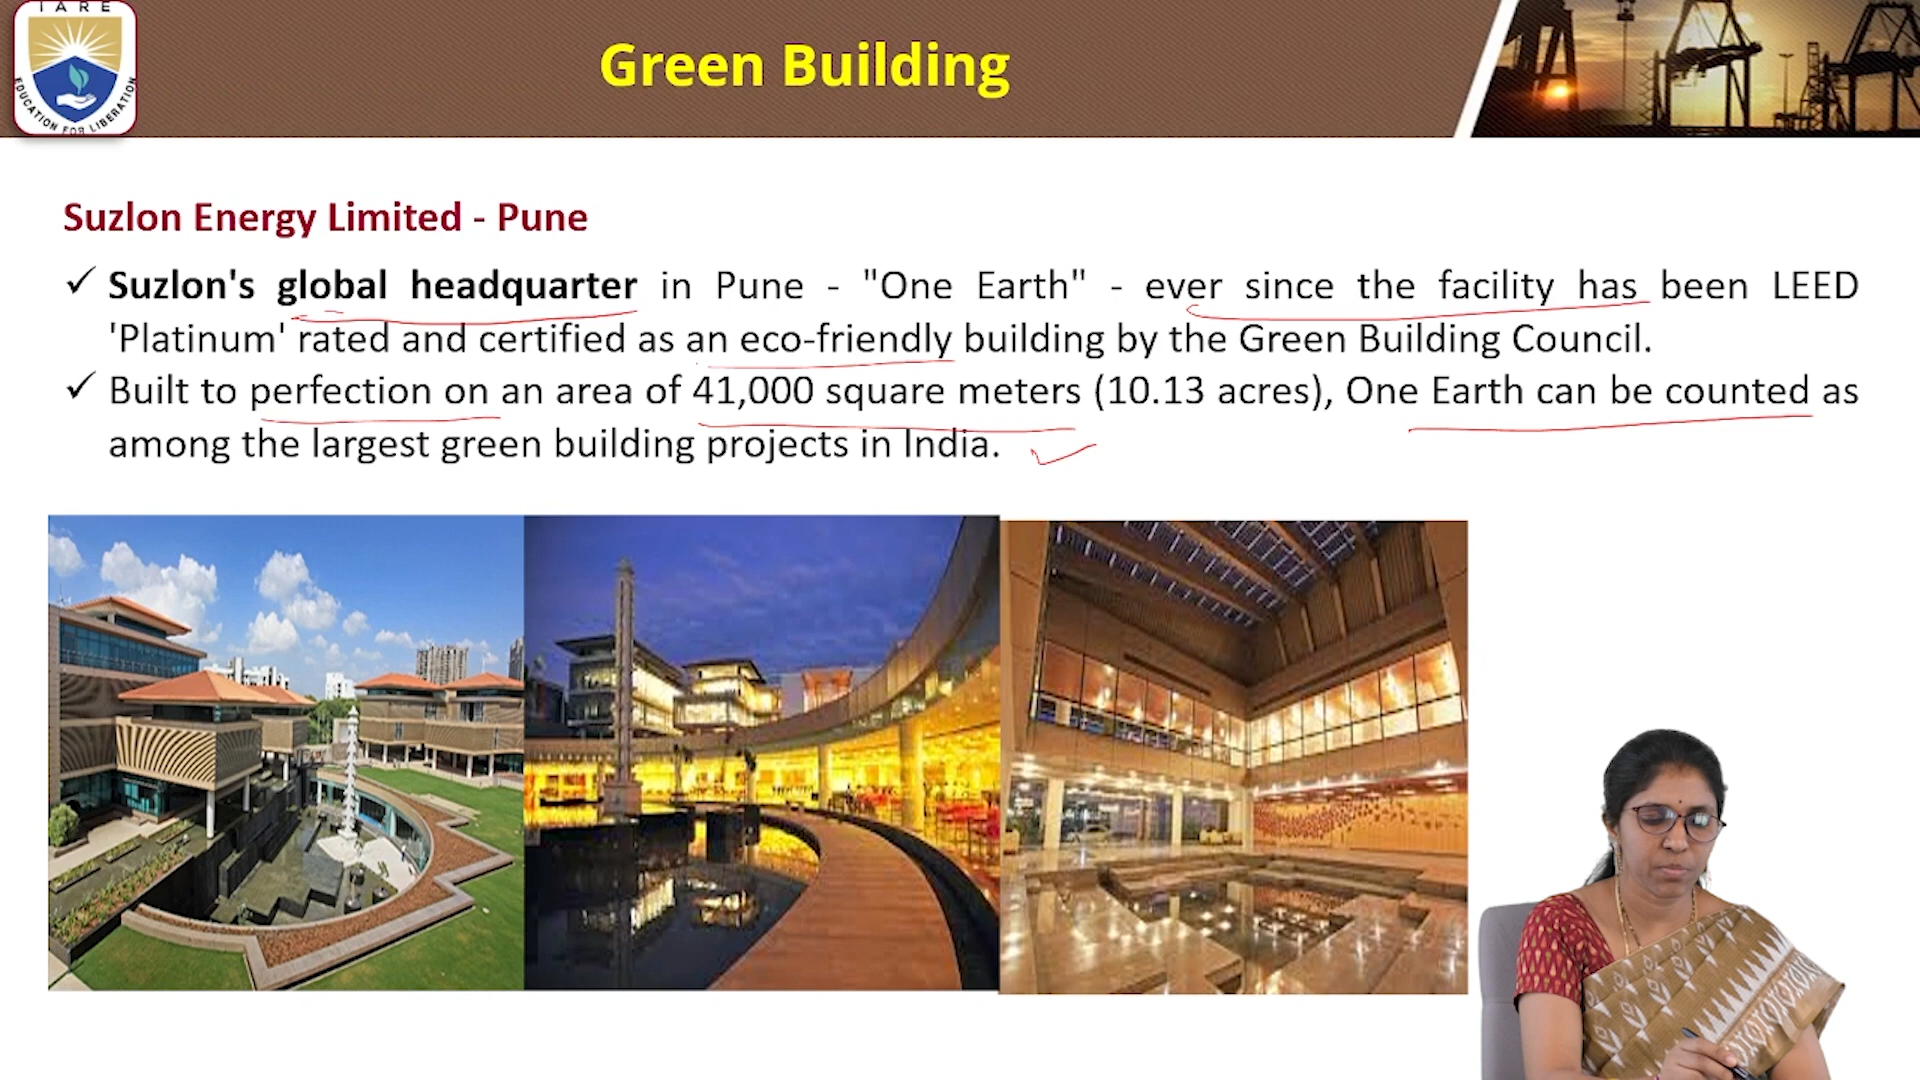 IARE
EDUCATION FOR LIBERATION
Green Building
Suzlon Energy Limited - Pune
✓ Suzlon's global headquarter in Pune - "One Earth" - ever since the facility has been LEED
'Platinum' rated and certified as an eco-friendly building by the Green Building Council.
✓ Built to perfection on an area of 41,000 square meters (10.13 acres), One Earth can be counted as
among the largest green building projects in India.